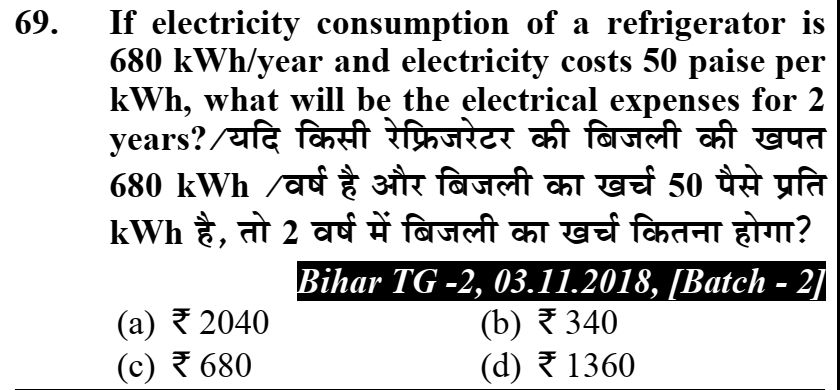 69. If electricity consumption of a refrigerator is
680 kWh/year and electricity costs 50 paise per
kWh, what will be the electrical expenses for 2
years?/यदि किसी रेफ्रिजरेटर की बिजली की खपत
680 kWh /वर्ष है और बिजली का खर्च 50 पैसे प्रति
kWh है, तो 2 वर्ष में बिजली का खर्च कितना होगा?
Bihar TG -2, 03.11.2018, [Batch - 2]
(a) ₹ 2040 (b) ₹ 340
(c) ₹ 680 (d) ₹ 1360